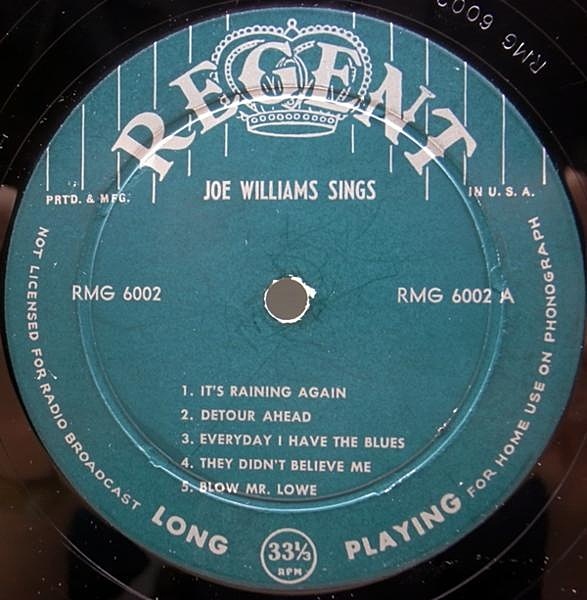 RMG 6003
REGENT
PRTD. & MFG. IN U.S.A.
JOE WILLIAMS SINGS
RMG 6002
RMG 6002 A
1. IT'S RAINING AGAIN
2. DETOUR AHEAD
3. EVERYDAY I HAVE THE BLUES
4. THEY DIDN'T BELIEVE ME
5. BLOW MR. LOWE
NOT LICENSED FOR RADIO BROADCAST
LONG PLAYING
33⅓
RPM
FOR HOME USE ON PHONOGRAPH